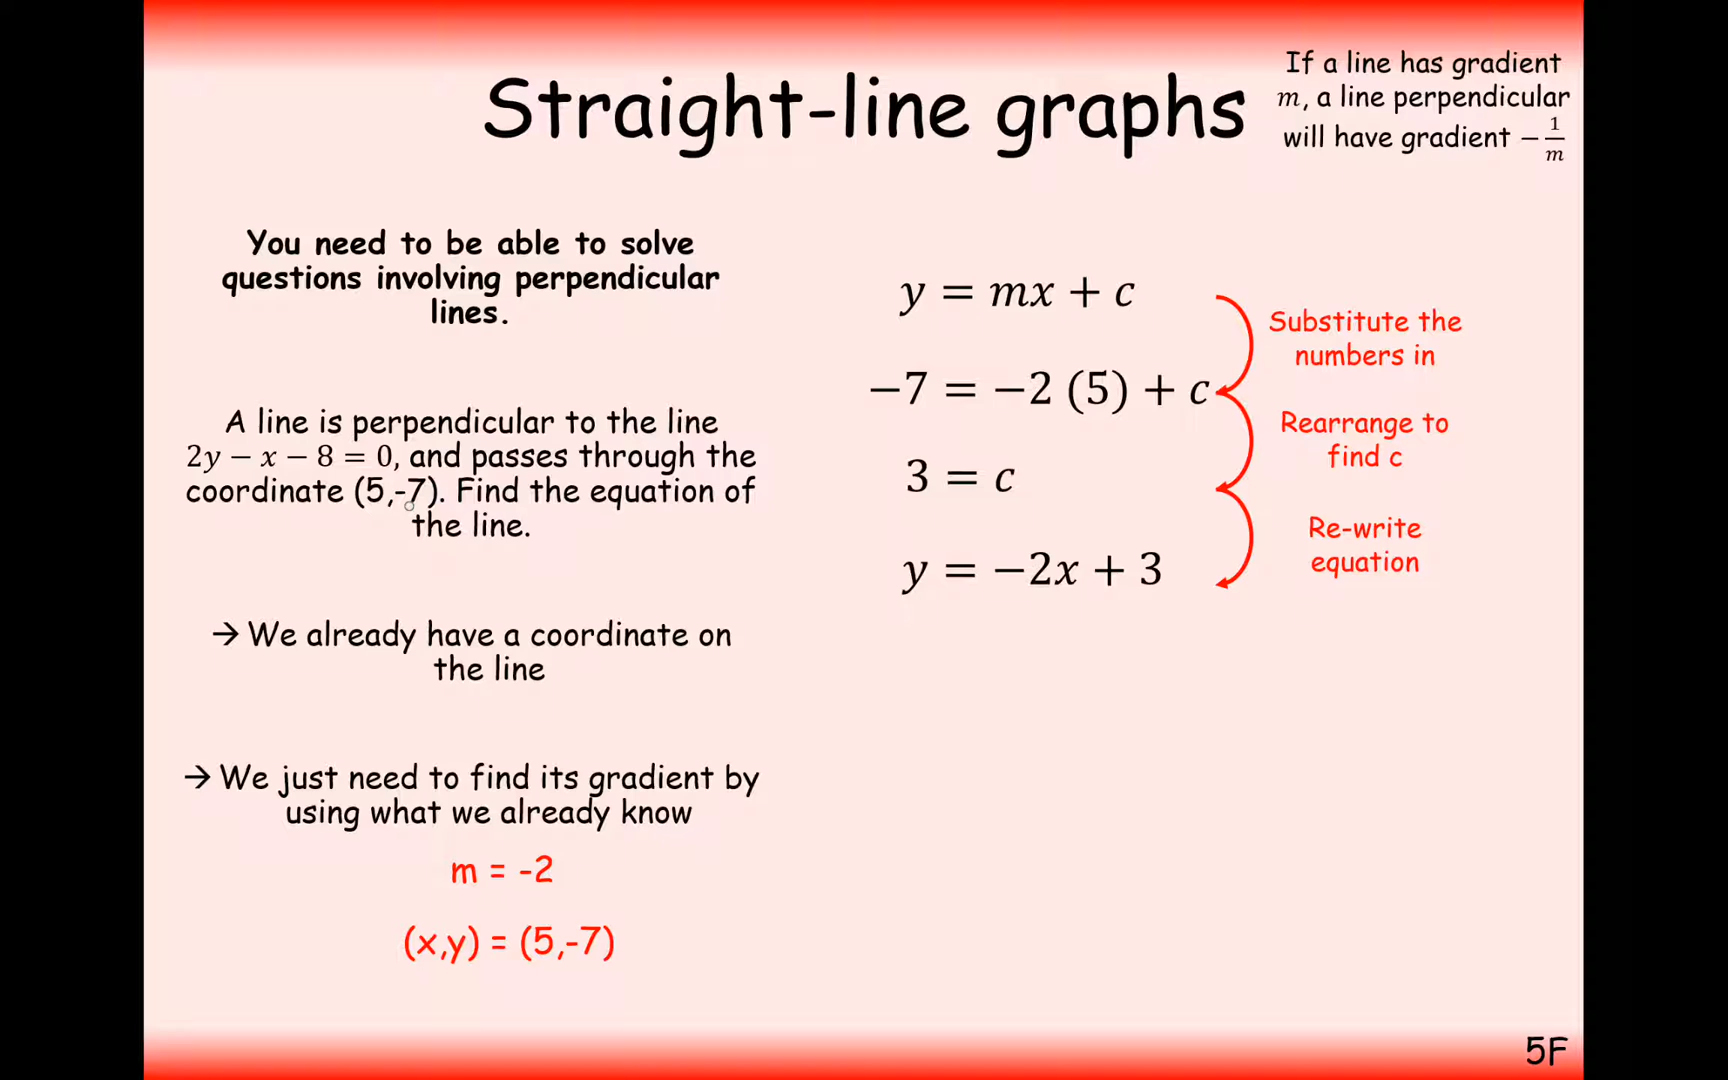 Straight-line graphs
If a line has gradient
m, a line perpendicular
will have gradient −1/m
You need to be able to solve
questions involving perpendicular
lines.
A line is perpendicular to the line
2y − x − 8 = 0, and passes through the
coordinate (5,-7). Find the equation of
the line.
→ We already have a coordinate on
the line
→ We just need to find its gradient by
using what we already know
m = -2
(x,y) = (5,-7)
y = mx + c
−7 = −2 (5) + c
3 = c
y = −2x + 3
Substitute the
numbers in
Rearrange to
find c
Re-write
equation
5F